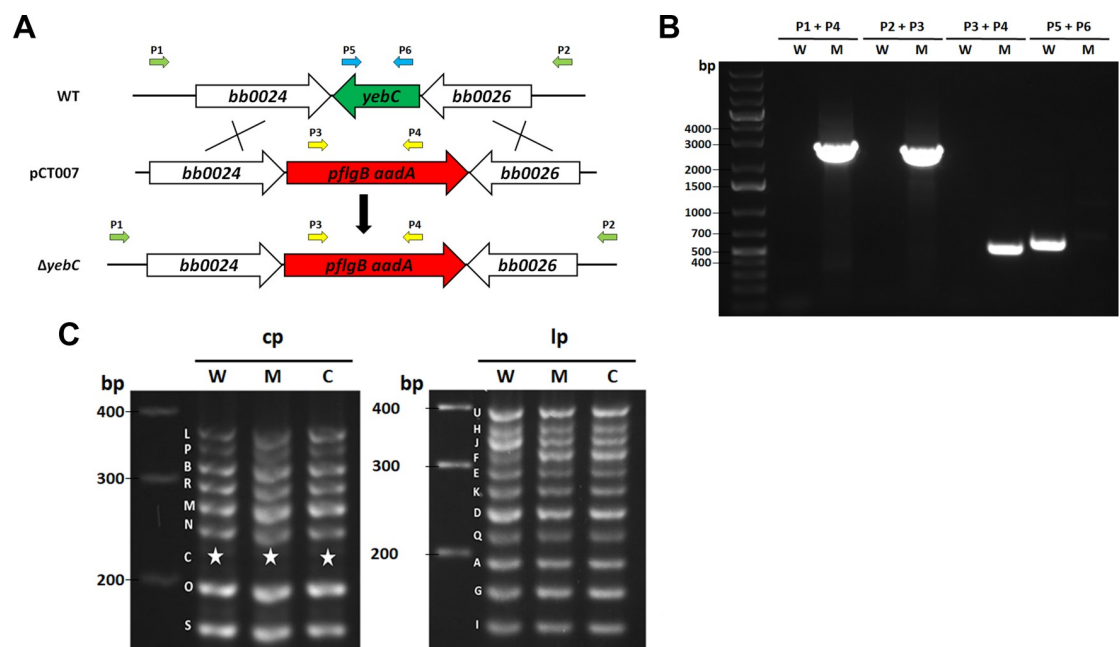 A
P1
P5
P6
P2
WT
bb0024
yebC
bb0026
P3
P4
pCT007
bb0024
pflgB aadA
bb0026
P1
P3
P4
P2
ΔyebC
bb0024
pflgB aadA
bb0026
B
P1 + P4
P2 + P3
P3 + P4
P5 + P6
W
M
W
M
W
M
W
M
bp
4000
3000
2000
1500
1000
700
500
400
C
cp
W
M
C
bp
400
300
200
L
P
B
R
M
N
C
O
S
lp
W
M
C
bp
400
300
200
U
H
J
F
E
K
D
Q
A
G
I